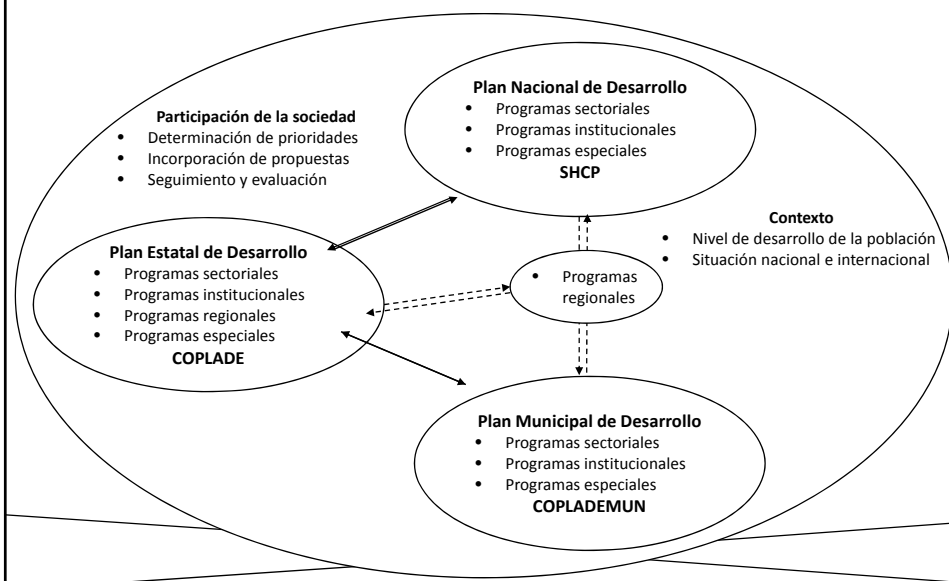 Plan Nacional de Desarrollo
• Programas sectoriales
• Programas institucionales
• Programas especiales
SHCP
Participación de la sociedad
• Determinación de prioridades
• Incorporación de propuestas
• Seguimiento y evaluación
Contexto
• Nivel de desarrollo de la población
• Situación nacional e internacional
Plan Estatal de Desarrollo
• Programas sectoriales
• Programas institucionales
• Programas regionales
• Programas especiales
COPLADE
• Programas
regionales
Plan Municipal de Desarrollo
• Programas sectoriales
• Programas institucionales
• Programas especiales
COPLADEMUN